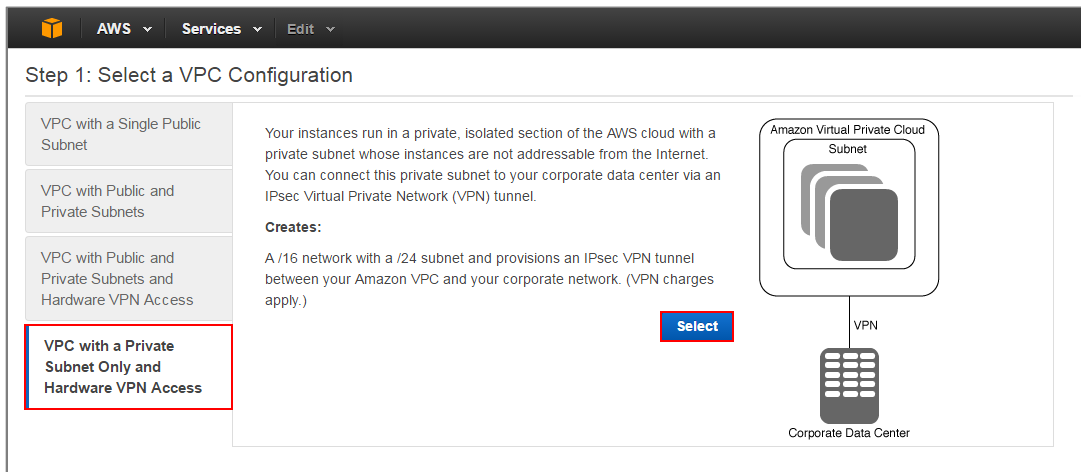 AWS Services Edit
Step 1: Select a VPC Configuration
VPC with a Single Public
Subnet
VPC with Public and
Private Subnets
VPC with Public and
Private Subnets and
Hardware VPN Access
VPC with a Private
Subnet Only and
Hardware VPN Access
Your instances run in a private, isolated section of the AWS cloud with a
private subnet whose instances are not addressable from the Internet.
You can connect this private subnet to your corporate data center via an
IPsec Virtual Private Network (VPN) tunnel.
Creates:
A /16 network with a /24 subnet and provisions an IPsec VPN tunnel
between your Amazon VPC and your corporate network. (VPN charges
apply.)
Select
Amazon Virtual Private Cloud
Subnet
VPN
Corporate Data Center